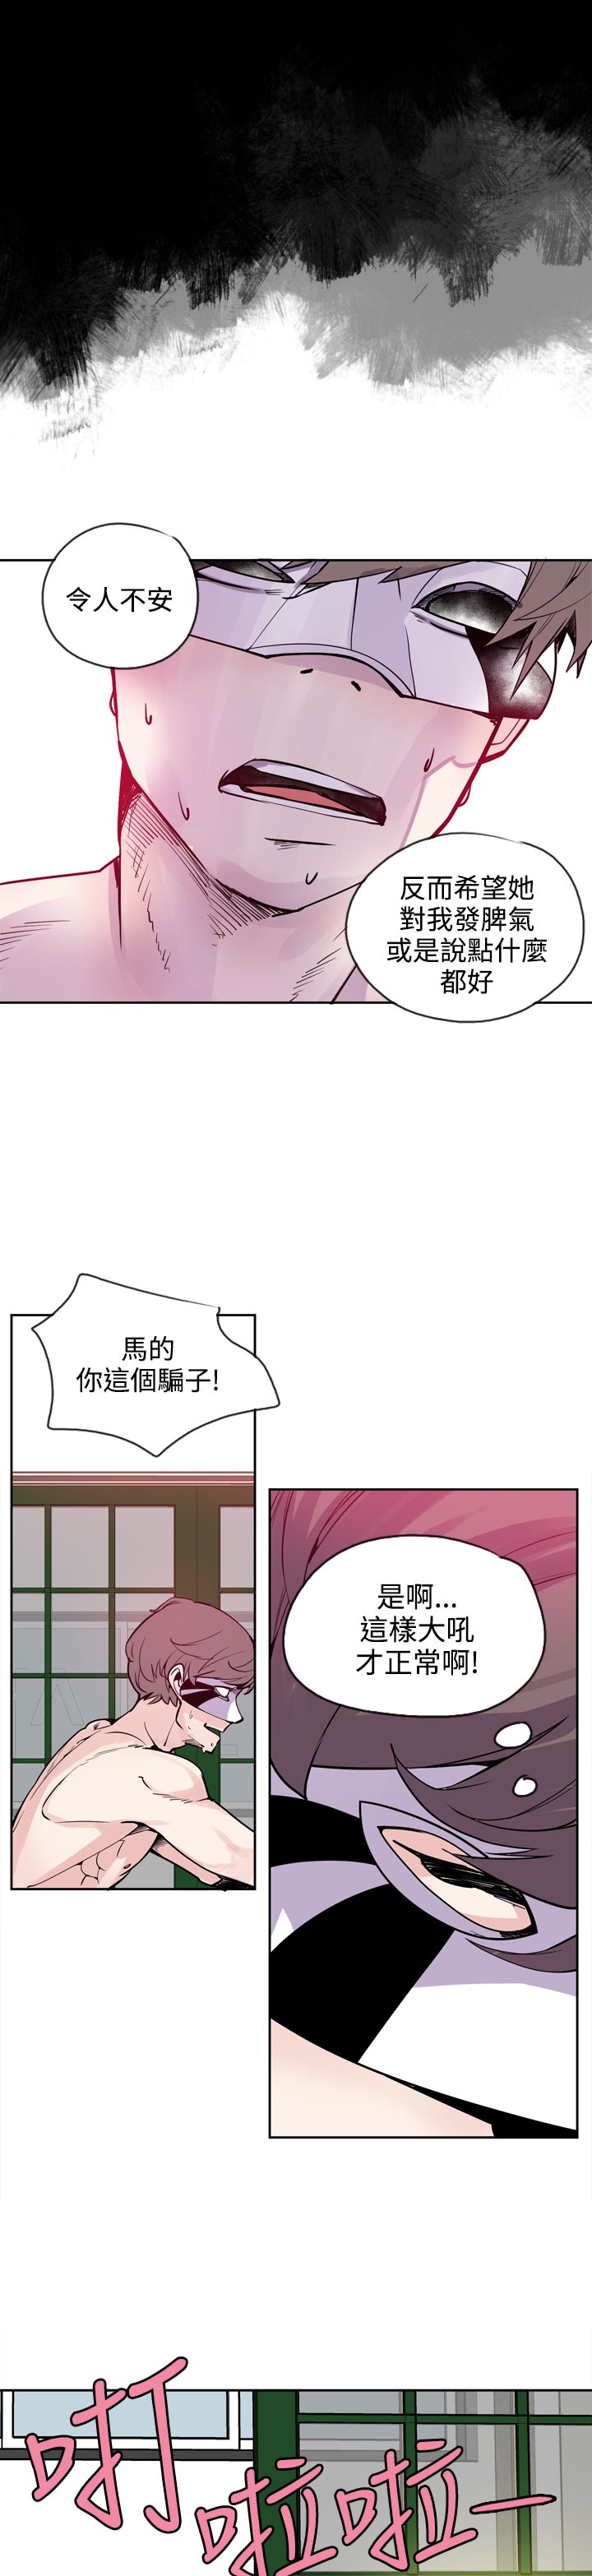 令人不安
反而希望她
對我發脾氣
或是說點什麼
都好
馬的
你這個騙子!
是啊...
這樣大吼
才正常啊!
叮啦啦一